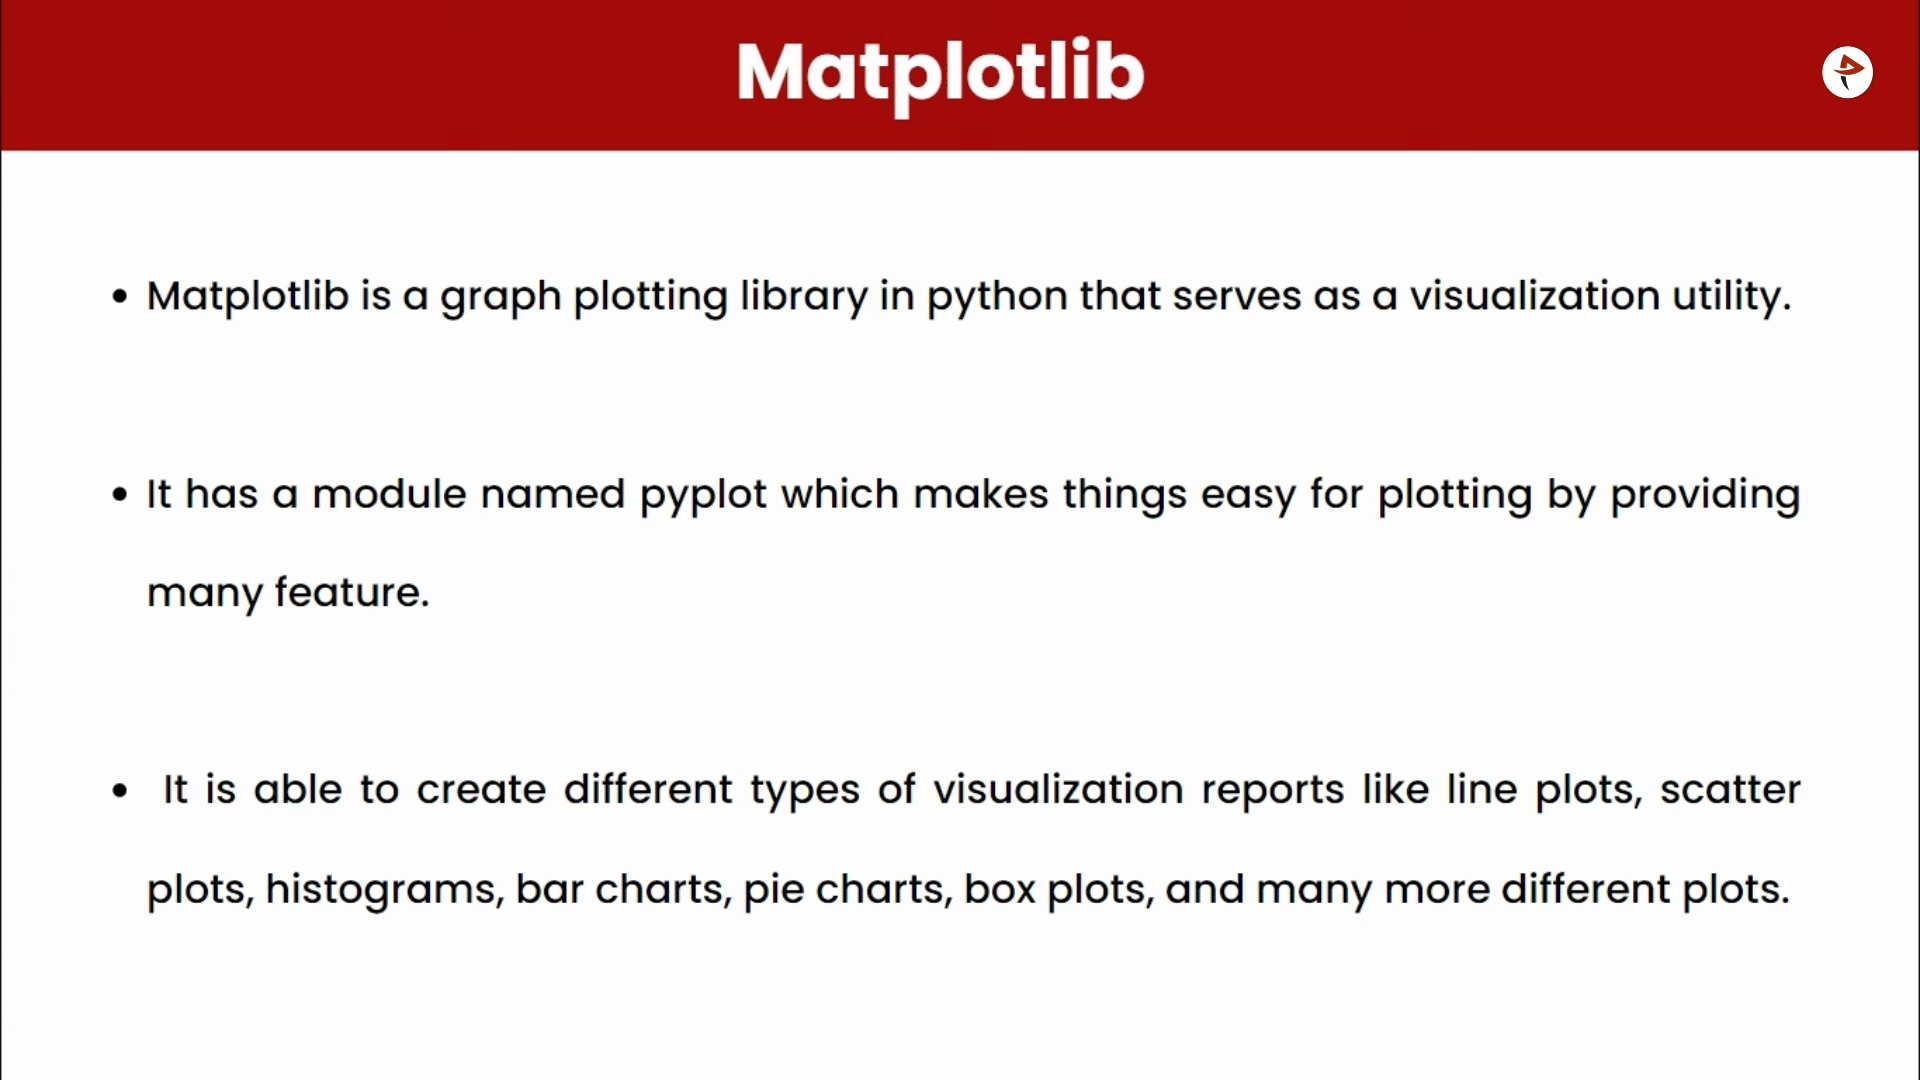 Matplotlib
• Matplotlib is a graph plotting library in python that serves as a visualization utility.
• It has a module named pyplot which makes things easy for plotting by providing
many feature.
• It is able to create different types of visualization reports like line plots, scatter
plots, histograms, bar charts, pie charts, box plots, and many more different plots.